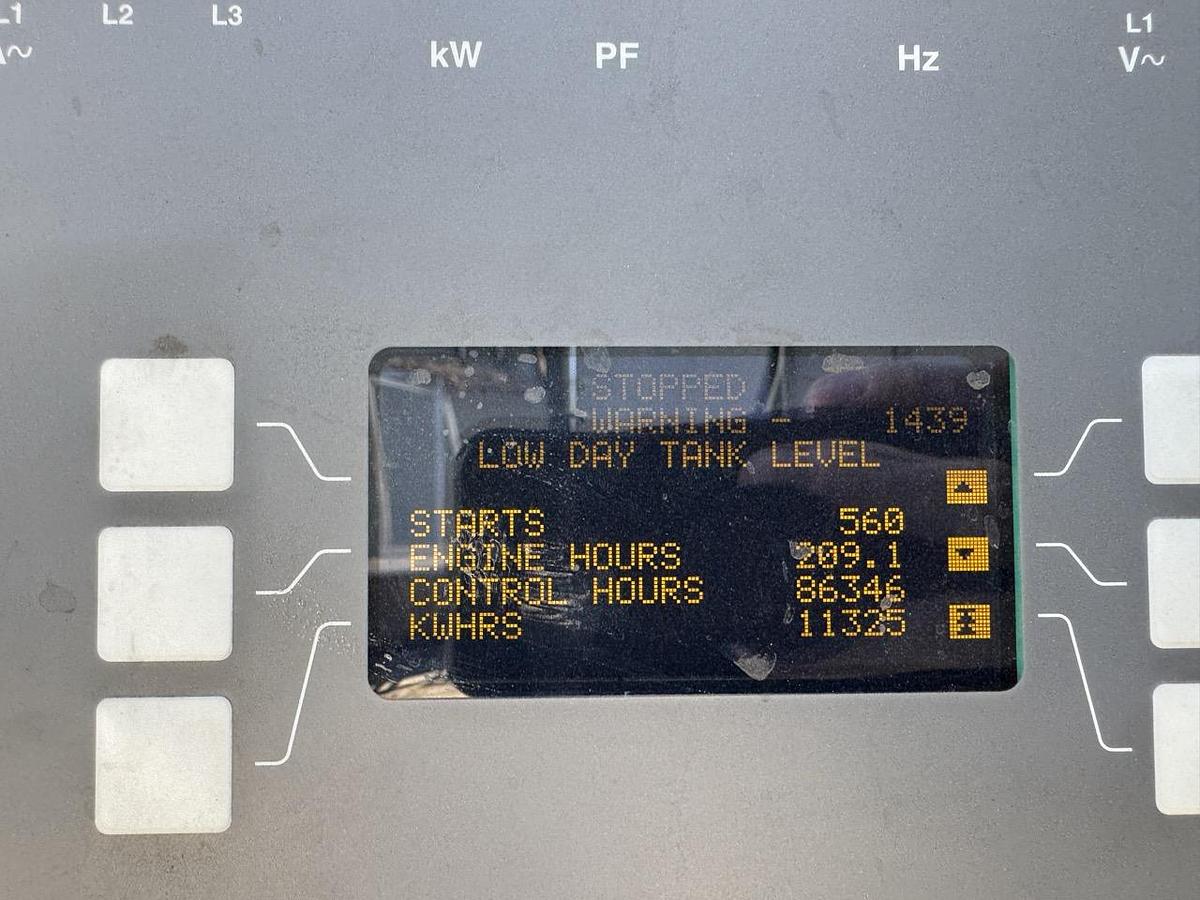 L1 L2 L3 L1
A~ kW PF Hz V~
STOPPED
WARNING - 1439
LOW DAY TANK LEVEL
STARTS 560
ENGINE HOURS 209.1
CONTROL HOURS 86346
KWHRS 11325